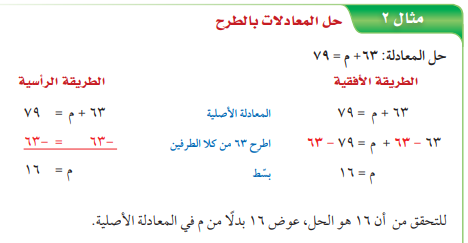 مثال ٢ حل المعادلات بالطرح
حل المعادلة: ٦٣ + م = ٧٩
الطريقة الأفقية الطريقة الرأسية
٦٣ + م = ٧٩ المعادلة الأصلية ٦٣ + م = ٧٩
٦٣ − ٦٣ + م = ٧٩ − ٦٣ اطرح ٦٣ من كلا الطرفين −٦٣ = −٦٣
م = ١٦ بسّط م = ١٦
للتحقق من أن ١٦ هو الحل، عوض ١٦ بدلًا من م في المعادلة الأصلية.